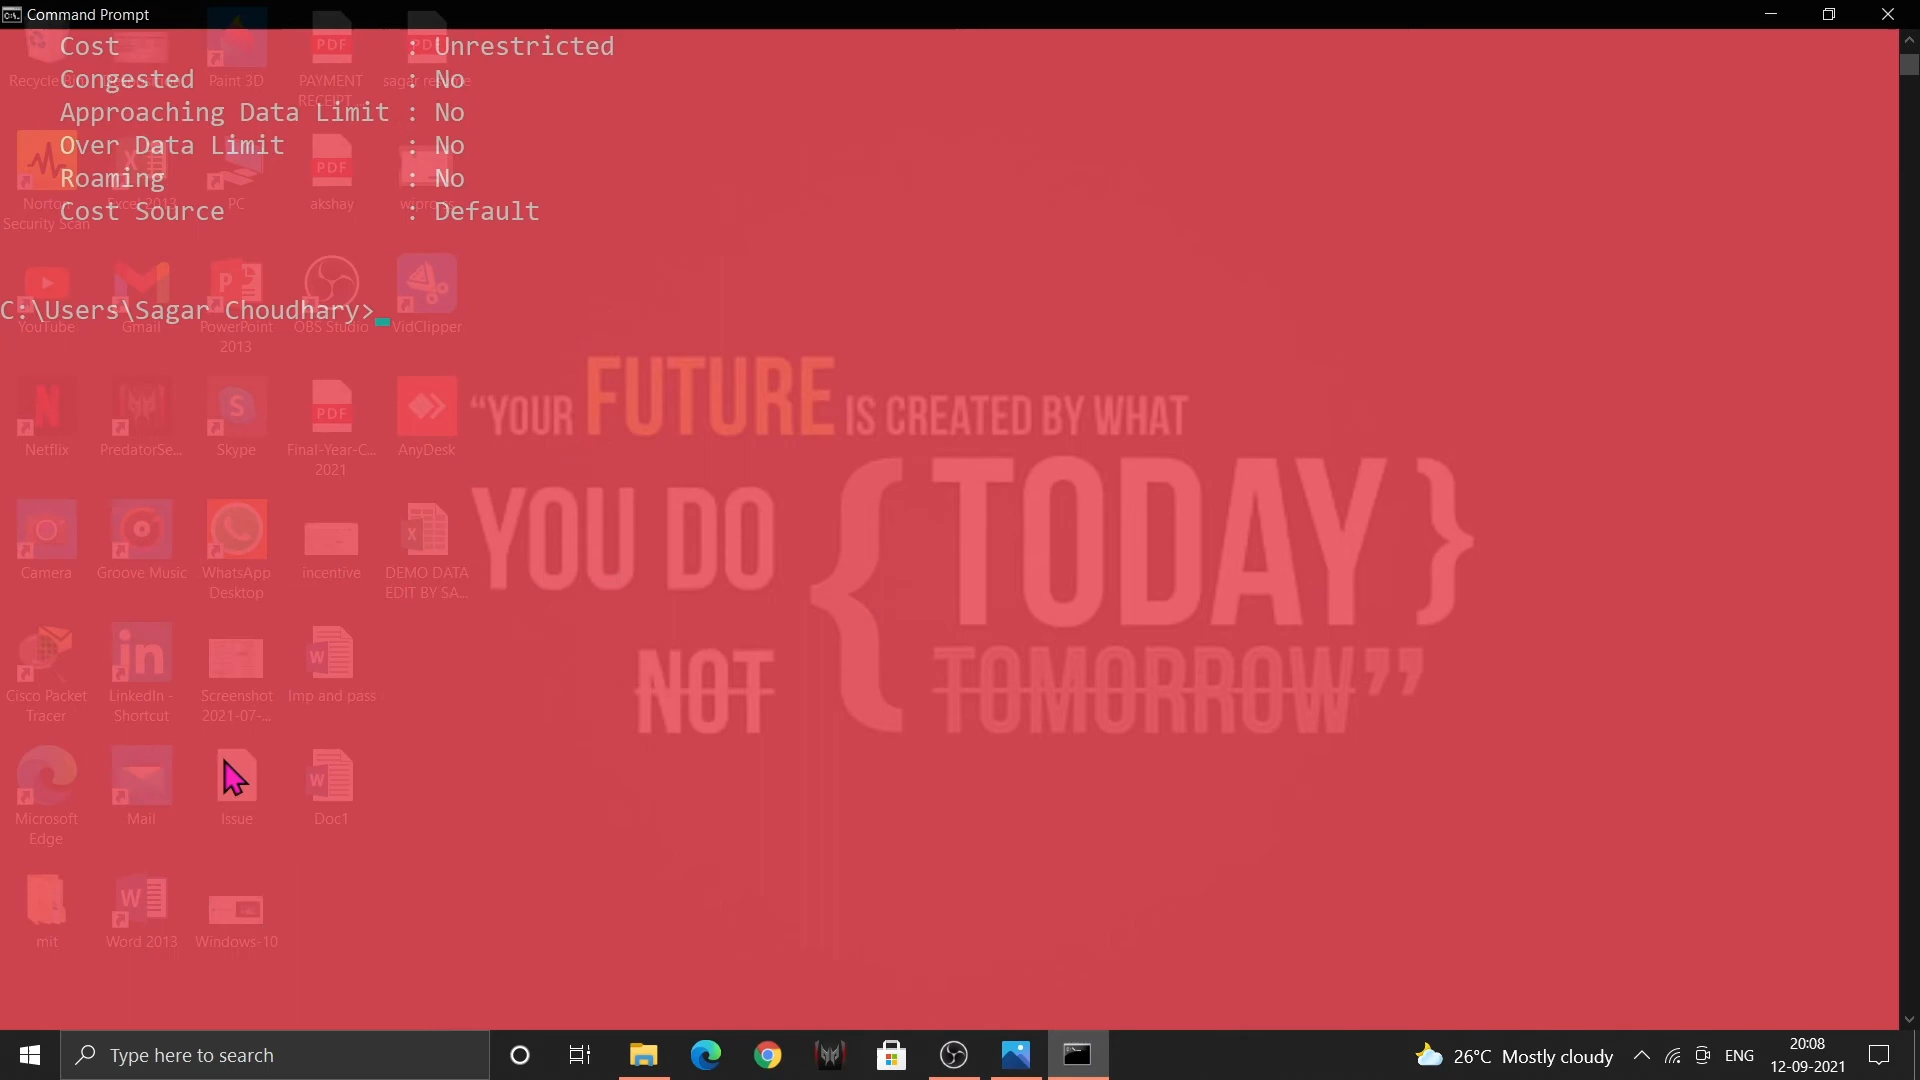 Command Prompt
Cost : Unrestricted
Congested : No
Approaching Data Limit : No
Over Data Limit : No
Roaming : No
Cost Source : Default
C:\Users\Sagar Choudhary>
Paint 3D
PAYMENT
RECEIPT
Norton
Security Scan
Excel 2013
PC
akshay
YouTube
Gmail
PowerPoint
2013
OBS Studio
VidClipper
Netflix
PredatorSe...
Skype
Final-Year-C...
2021
AnyDesk
Camera
Groove Music
WhatsApp
Desktop
incentive
DEMO DATA
EDIT BY SA...
Cisco Packet
Tracer
LinkedIn -
Shortcut
Screenshot
2021-07-...
Imp and pass
Microsoft
Edge
Mail
Issue
Doc1
mit
Word 2013
Windows-10
“YOUR FUTURE IS CREATED BY WHAT
YOU DO { TODAY }
NOT TOMORROW”
Type here to search
26°C Mostly cloudy
ENG
20:08
12-09-2021